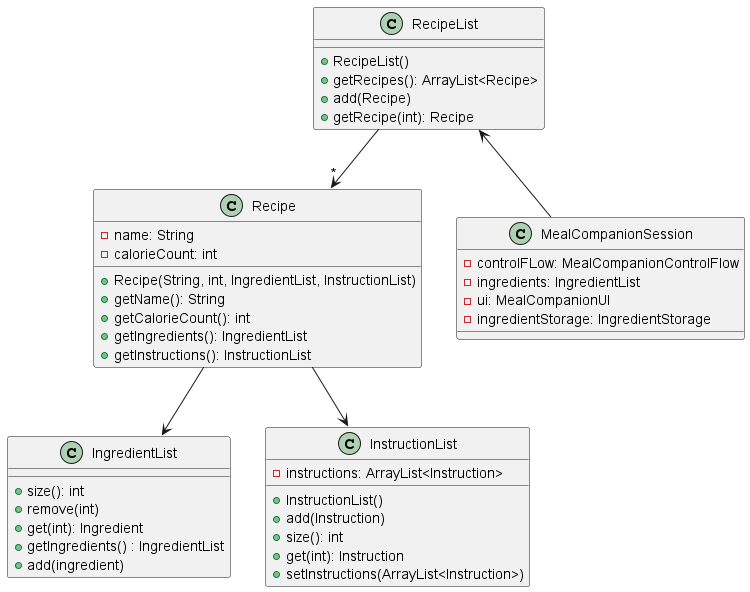 C RecipeList
RecipeList()
getRecipes(): ArrayList<Recipe>
add(Recipe)
getRecipe(int): Recipe
*
C Recipe
name: String
calorieCount: int
Recipe(String, int, IngredientList, InstructionList)
getName(): String
getCalorieCount(): int
getIngredients(): IngredientList
getInstructions(): InstructionList
C MealCompanionSession
controlFLow: MealCompanionControlFlow
ingredients: IngredientList
ui: MealCompanionUI
ingredientStorage: IngredientStorage
C IngredientList
size(): int
remove(int)
get(int): Ingredient
getIngredients() : IngredientList
add(ingredient)
C InstructionList
instructions: ArrayList<Instruction>
InstructionList()
add(Instruction)
size(): int
get(int): Instruction
setInstructions(ArrayList<Instruction>)